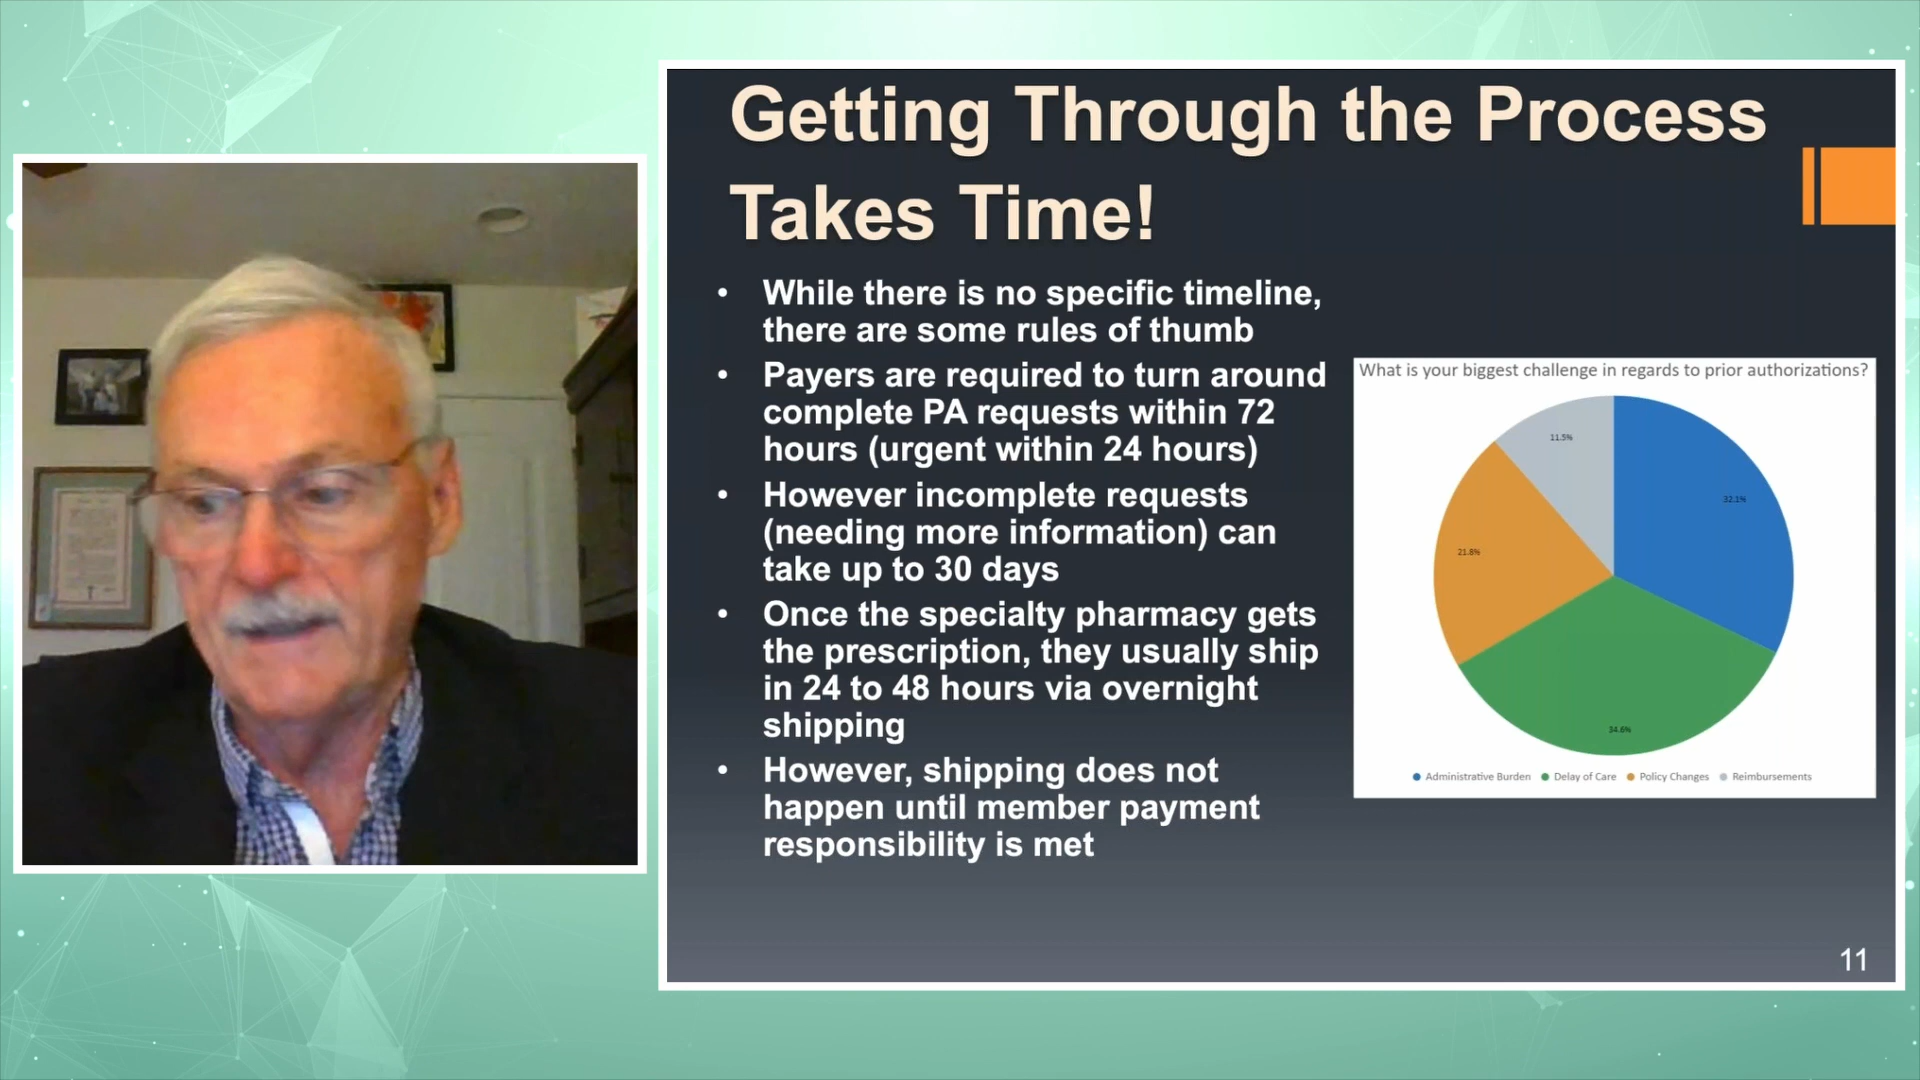 Getting Through the Process
Takes Time!
• While there is no specific timeline,
there are some rules of thumb
• Payers are required to turn around
complete PA requests within 72
hours (urgent within 24 hours)
• However incomplete requests
(needing more information) can
take up to 30 days
• Once the specialty pharmacy gets
the prescription, they usually ship
in 24 to 48 hours via overnight
shipping
• However, shipping does not
happen until member payment
responsibility is met
What is your biggest challenge in regards to prior authorizations?
11.5%
32.1%
21.8%
34.6%
Administrative Burden Delay of Care Policy Changes Reimbursements
11